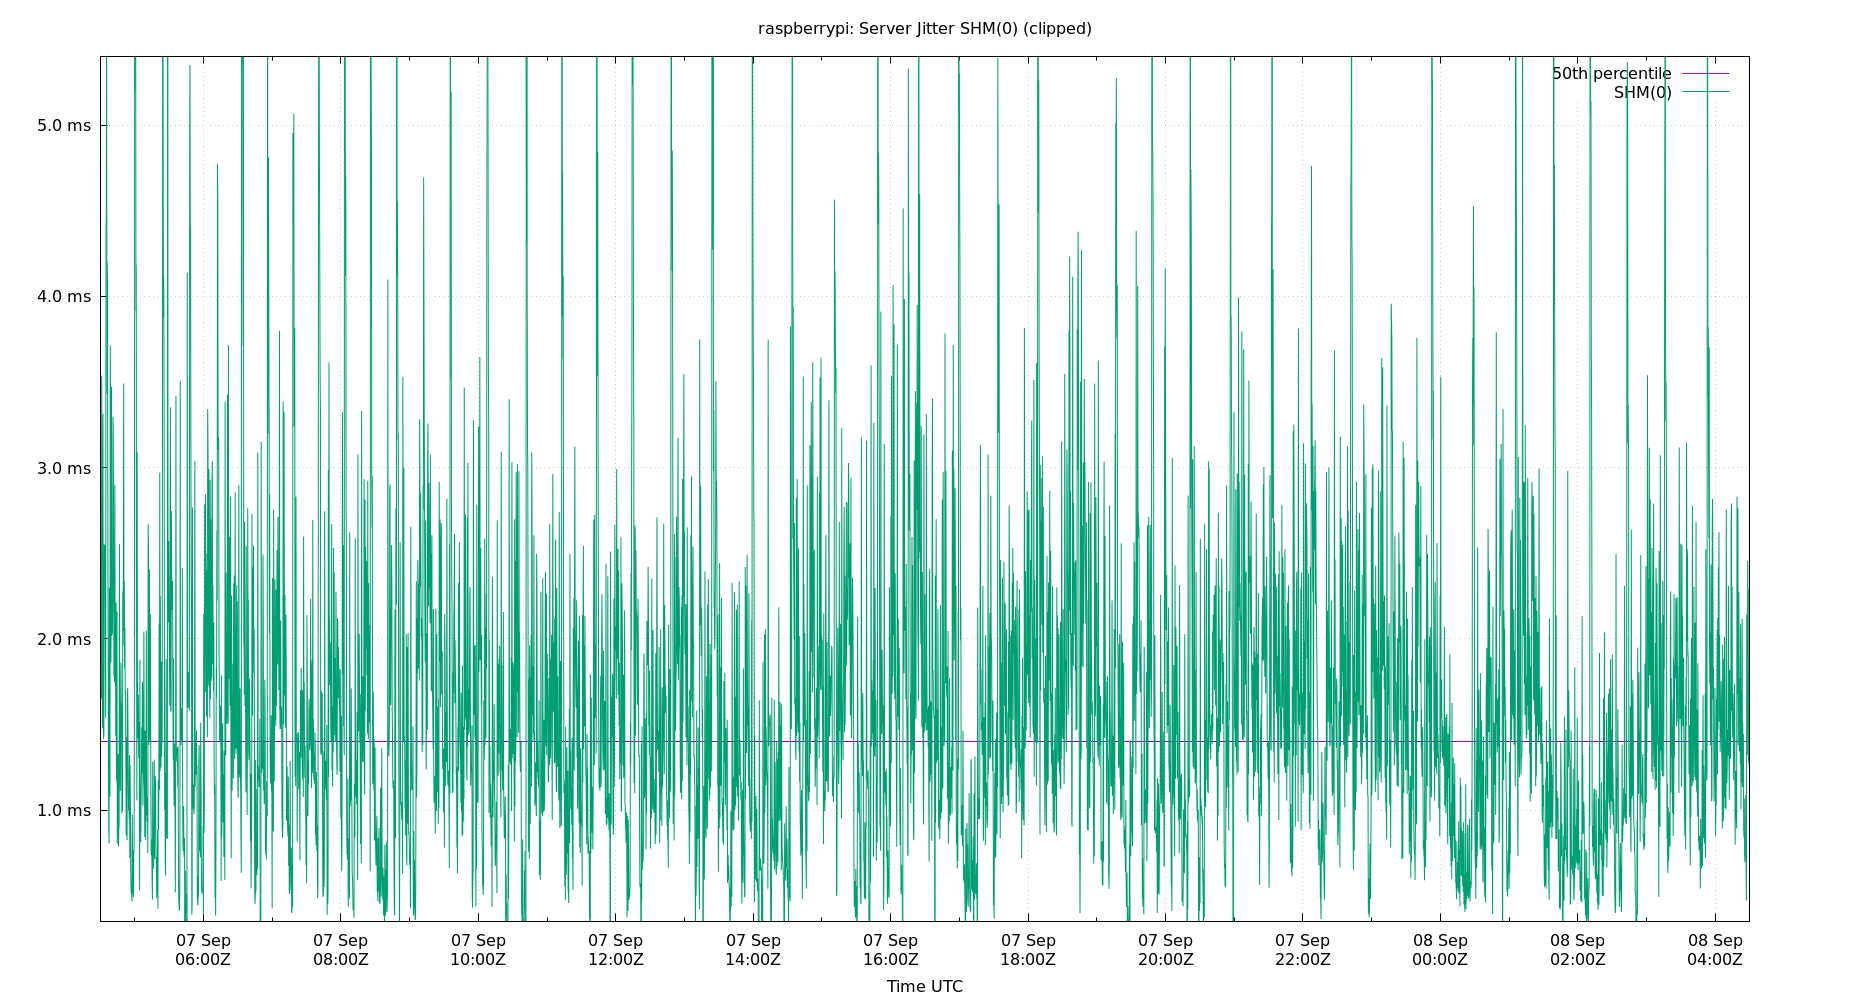 raspberrypi: Server Jitter SHM(0) (clipped)
50th percentile
SHM(0)
5.0 ms
4.0 ms
3.0 ms
2.0 ms
1.0 ms
07 Sep 07 Sep 07 Sep 07 Sep 07 Sep 07 Sep 07 Sep 07 Sep 07 Sep 08 Sep 08 Sep 08 Sep
06:00Z 08:00Z 10:00Z 12:00Z 14:00Z 16:00Z 18:00Z 20:00Z 22:00Z 00:00Z 02:00Z 04:00Z
Time UTC